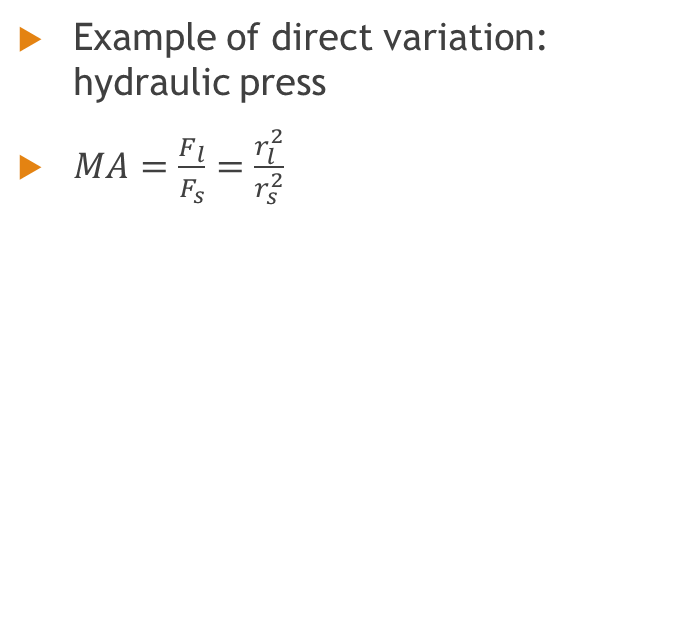 Example of direct variation:
hydraulic press
MA = F_l/F_s = r_l^2/r_s^2